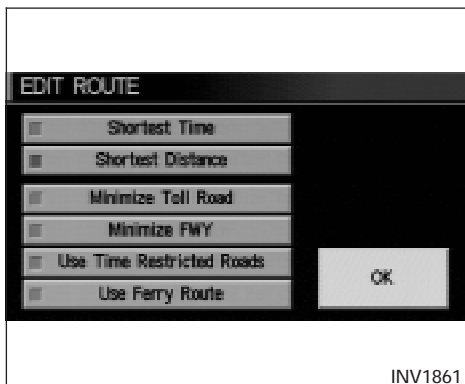 EDIT ROUTE
Shortest Time
Shortest Distance
Minimize Toll Road
Minimize FWY
Use Time Restricted Roads
OK
Use Ferry Route
INV1861